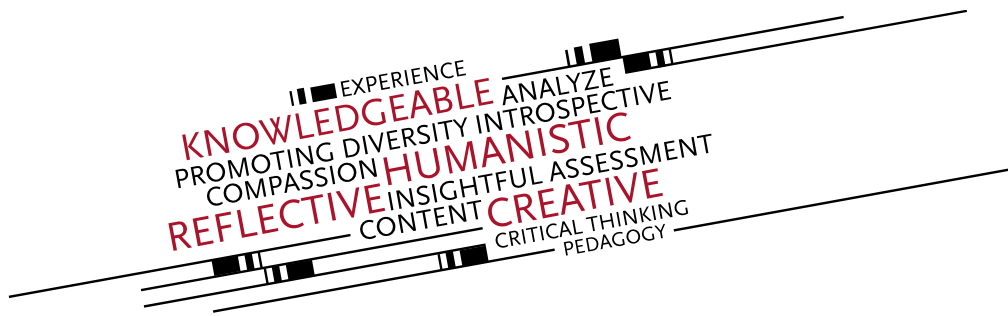 EXPERIENCE
KNOWLEDGEABLE ANALYZE
PROMOTING DIVERSITY INTROSPECTIVE
COMPASSION HUMANISTIC
REFLECTIVE INSIGHTFUL ASSESSMENT
CONTENT CREATIVE
CRITICAL THINKING
PEDAGOGY